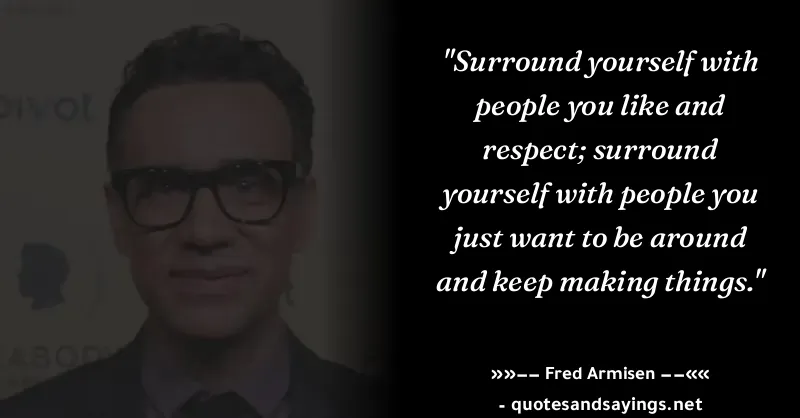 pivot
"Surround yourself with
people you like and
respect; surround
yourself with people you
just want to be around
and keep making things."
»»—— Fred Armisen ——««
- quotesandsayings.net